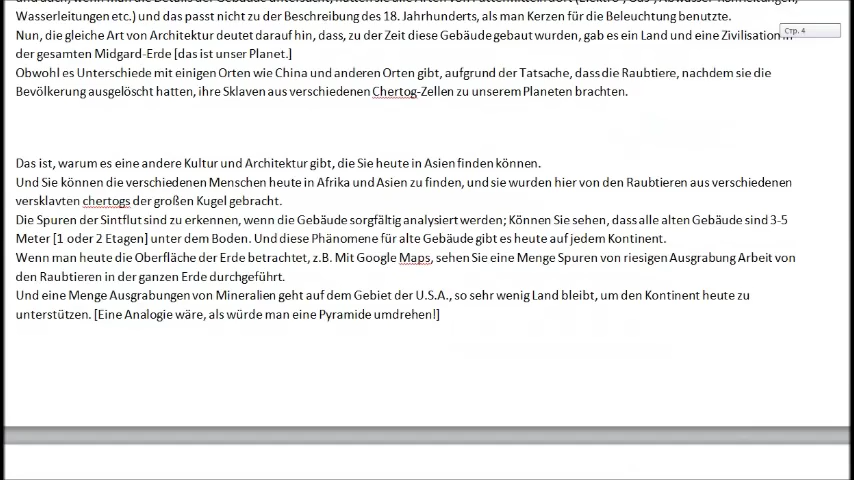 Wasserleitungen etc.) und das passt nicht zu der Beschreibung des 18. Jahrhunderts, als man Kerzen für die Beleuchtung benutzte.
Стр. 4
Nun, die gleiche Art von Architektur deutet darauf hin, dass, zu der Zeit diese Gebäude gebaut wurden, gab es ein Land und eine Zivilisation in
der gesamten Midgard-Erde [das ist unser Planet.]
Obwohl es Unterschiede mit einigen Orten wie China und anderen Orten gibt, aufgrund der Tatsache, dass die Raubtiere, nachdem sie die
Bevölkerung ausgelöscht hatten, ihre Sklaven aus verschiedenen Chertog-Zellen zu unserem Planeten brachten.
Das ist, warum es eine andere Kultur und Architektur gibt, die Sie heute in Asien finden können.
Und Sie können die verschiedenen Menschen heute in Afrika und Asien zu finden, und sie wurden hier von den Raubtieren aus verschiedenen
versklavten chertogs der großen Kugel gebracht.
Die Spuren der Sintflut sind zu erkennen, wenn die Gebäude sorgfältig analysiert werden; Können Sie sehen, dass alle alten Gebäude sind 3-5
Meter [1 oder 2 Etagen] unter dem Boden. Und diese Phänomene für alte Gebäude gibt es heute auf jedem Kontinent.
Wenn man heute die Oberfläche der Erde betrachtet, z.B. Mit Google Maps, sehen Sie eine Menge Spuren von riesigen Ausgrabung Arbeit von
den Raubtieren in der ganzen Erde durchgeführt.
Und eine Menge Ausgrabungen von Mineralien geht auf dem Gebiet der U.S.A., so sehr wenig Land bleibt, um den Kontinent heute zu
unterstützen. [Eine Analogie wäre, als würde man eine Pyramide umdrehen!]